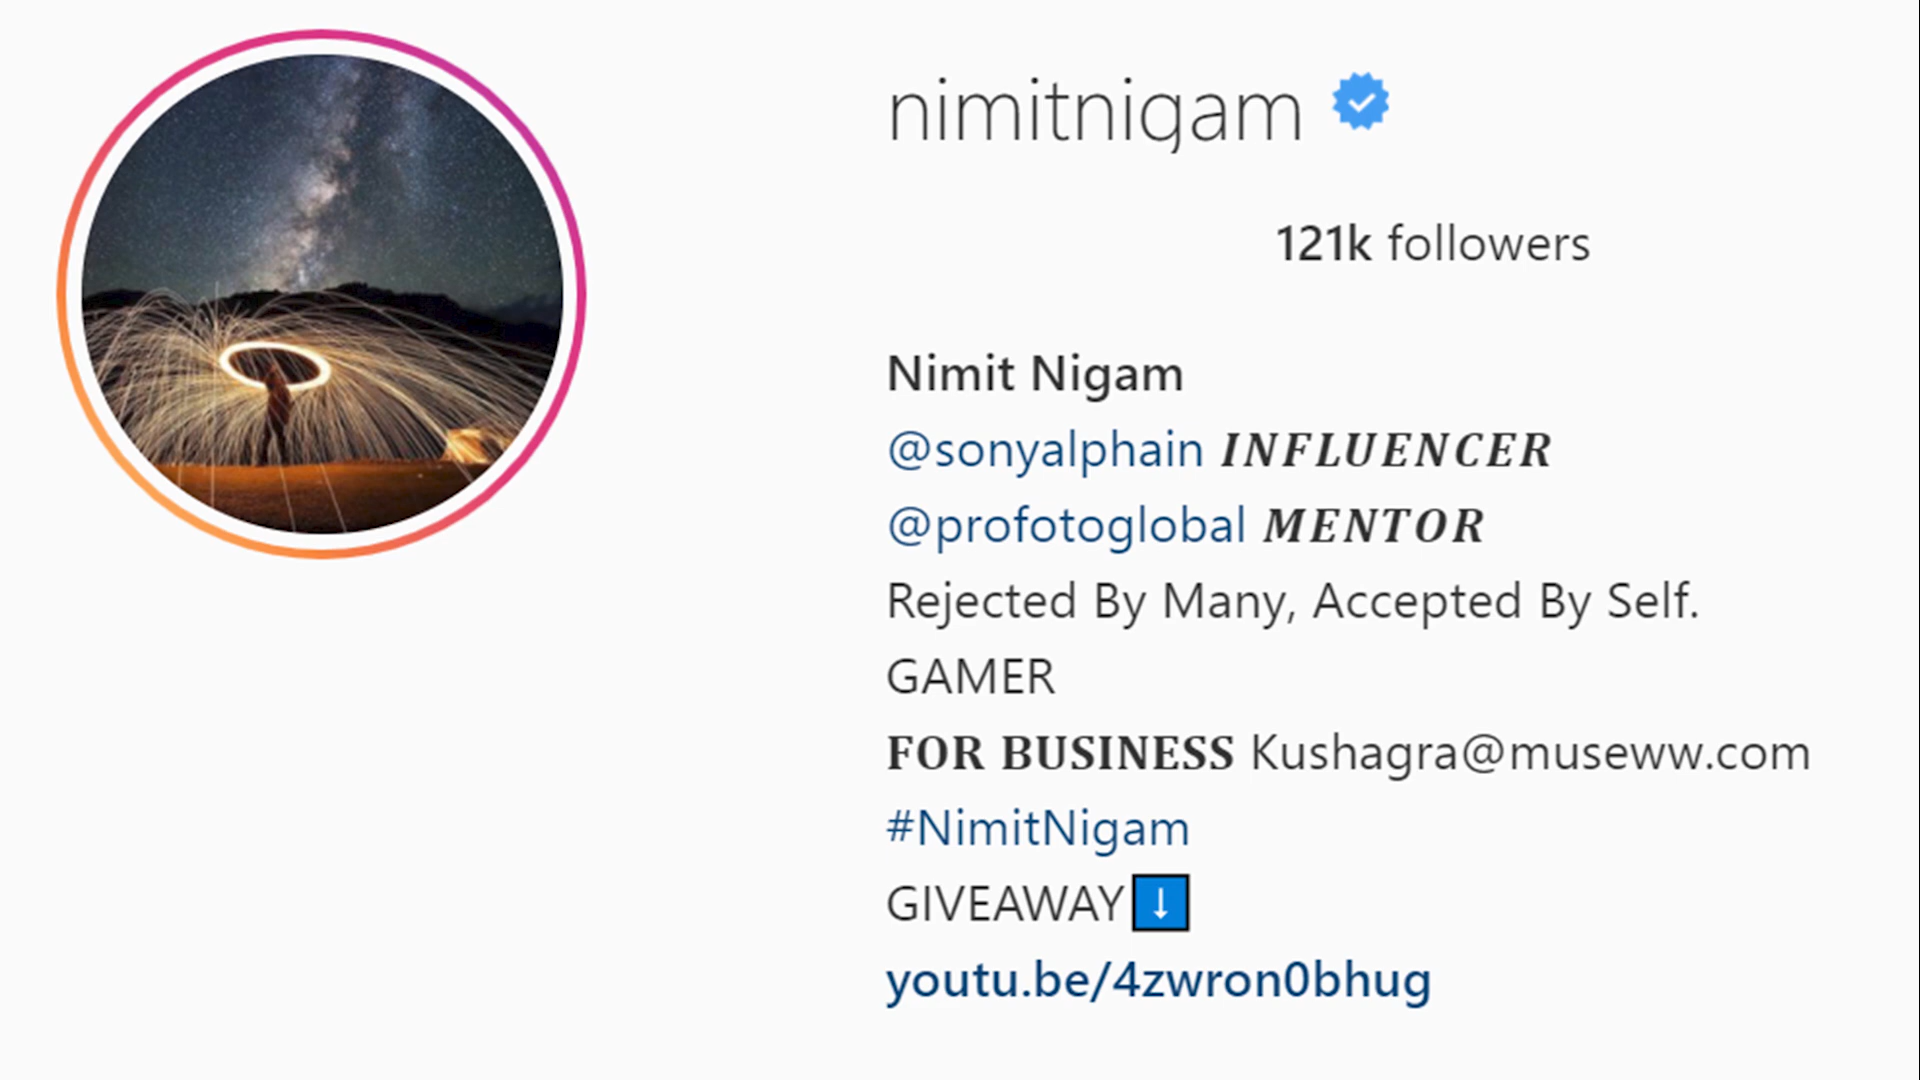 nimitnigam
121k followers
Nimit Nigam
@sonyalphain INFLUENCER
@profotoglobal MENTOR
Rejected By Many, Accepted By Self.
GAMER
FOR BUSINESS Kushagra@museww.com
#NimitNigam
GIVEAWAY⬇️
youtu.be/4zwron0bhug